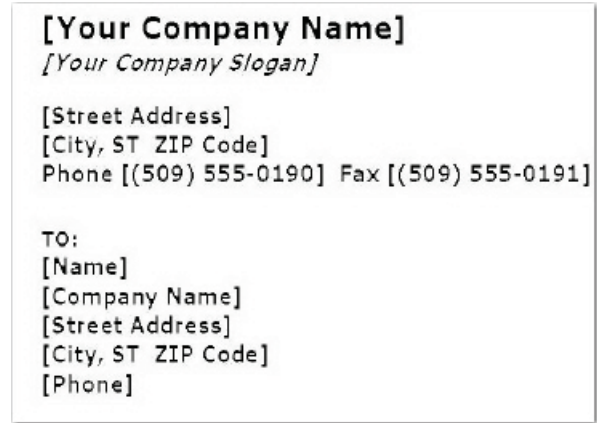 [Your Company Name]
[Your Company Slogan]
[Street Address]
[City, ST  ZIP Code]
Phone [(509) 555-0190]  Fax [(509) 555-0191]
TO:
[Name]
[Company Name]
[Street Address]
[City, ST  ZIP Code]
[Phone]